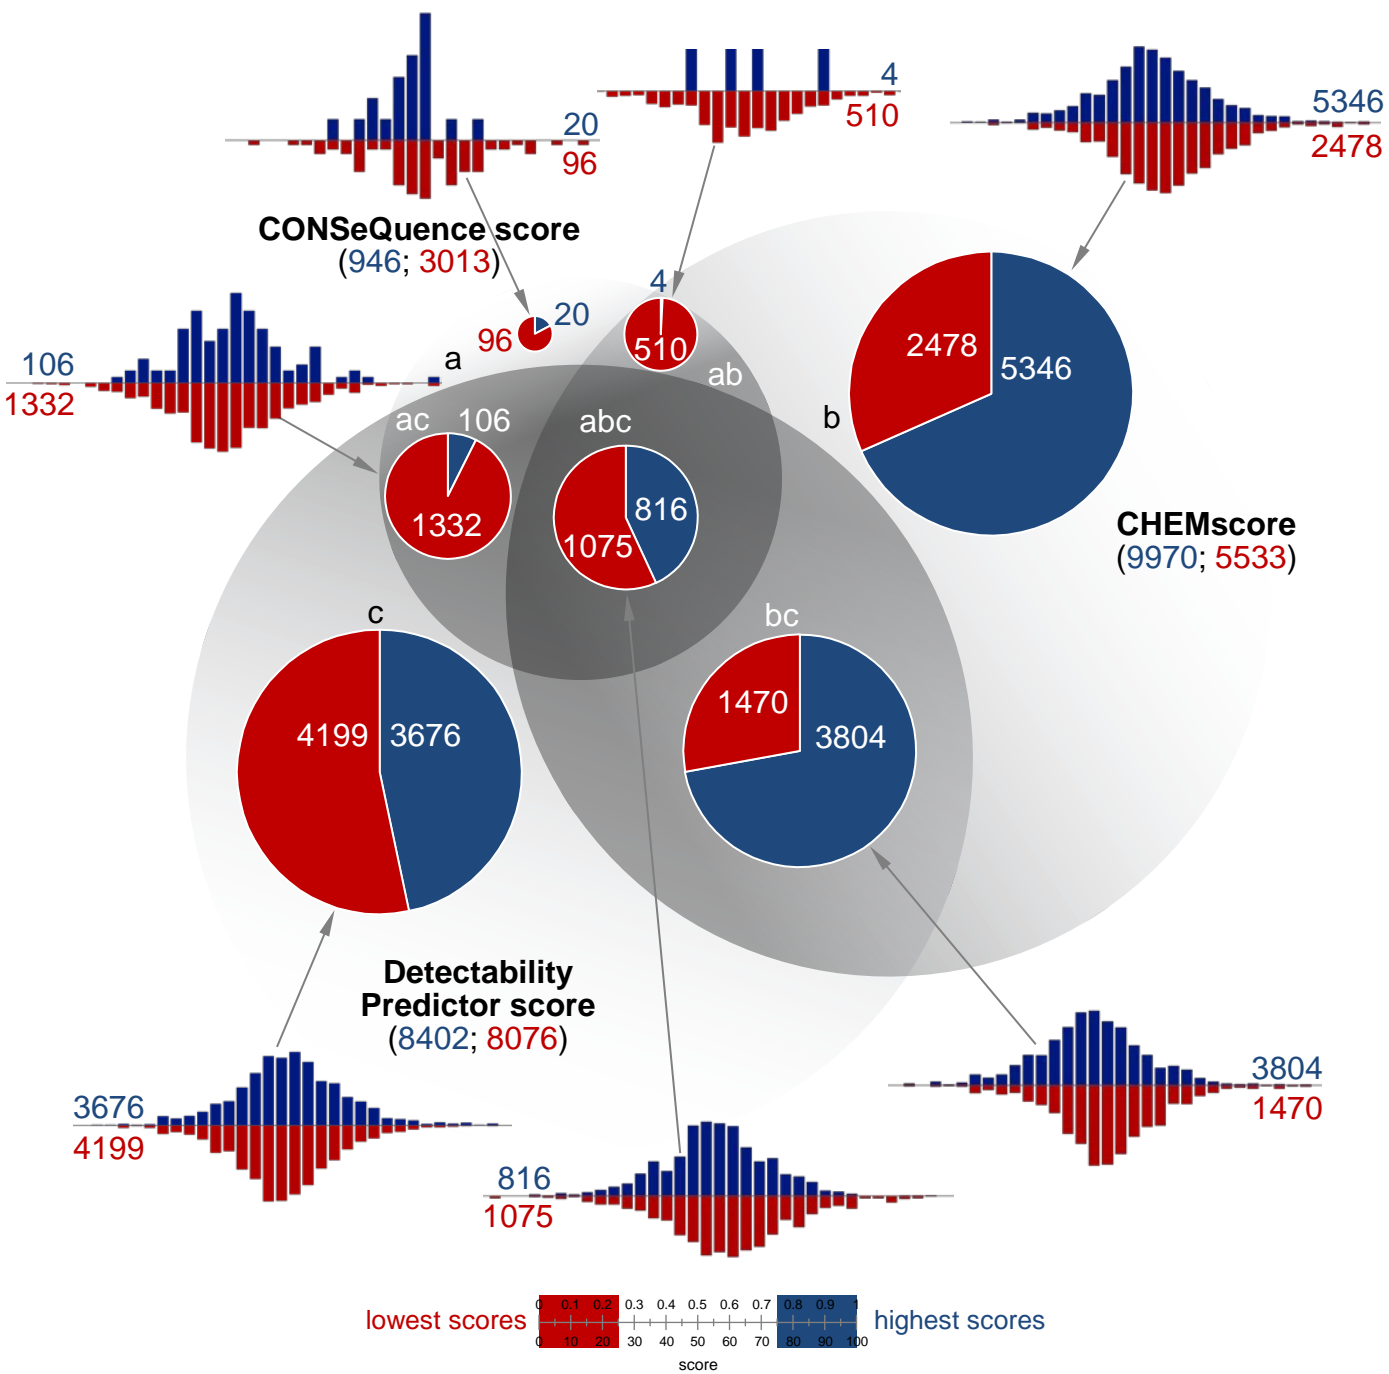 20
96
4
510
5346
2478
CONSeQuence score
(946; 3013)
106
1332
a
96
20
4
510
ab
2478
5346
b
ac
106
1332
abc
816
1075
CHEMscore
(9970; 5533)
c
4199
3676
bc
1470
3804
Detectability
Predictor score
(8402; 8076)
3676
4199
816
1075
3804
1470
lowest scores
0 0.1 0.2 0.3 0.4 0.5 0.6 0.7 0.8 0.9 1
0 10 20 30 40 50 60 70 80 90 100
highest scores
score